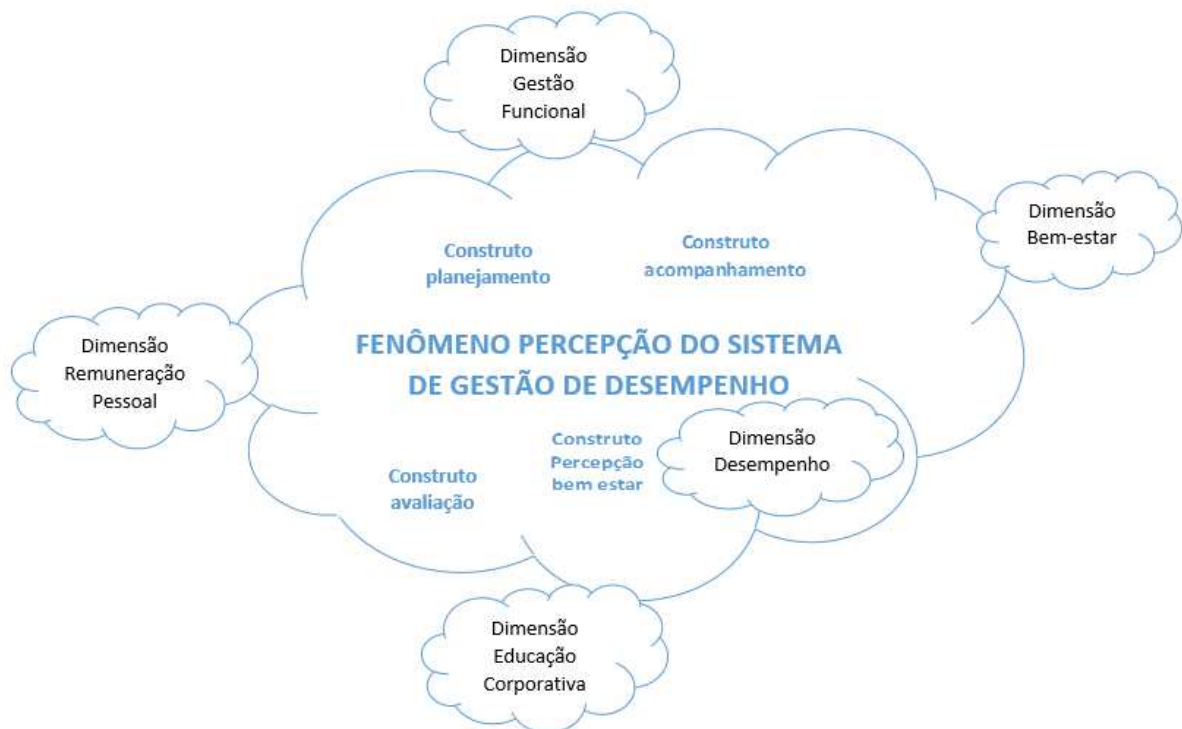 Dimensão
Gestão
Funcional
Dimensão
Bem-estar
Construto
planejamento
Construto
acompanhamento
Dimensão
Remuneração
Pessoal
FENÔMENO PERCEPÇÃO DO SISTEMA
DE GESTÃO DE DESEMPENHO
Construto
avaliação
Construto
Percepção
bem estar
Dimensão
Desempenho
Dimensão
Educação
Corporativa